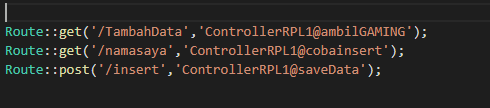 Route::get('/TambahData','ControllerRPL1@ambilGAMING');
Route::get('/namasaya','ControllerRPL1@cobainsert');
Route::post('/insert','ControllerRPL1@saveData');